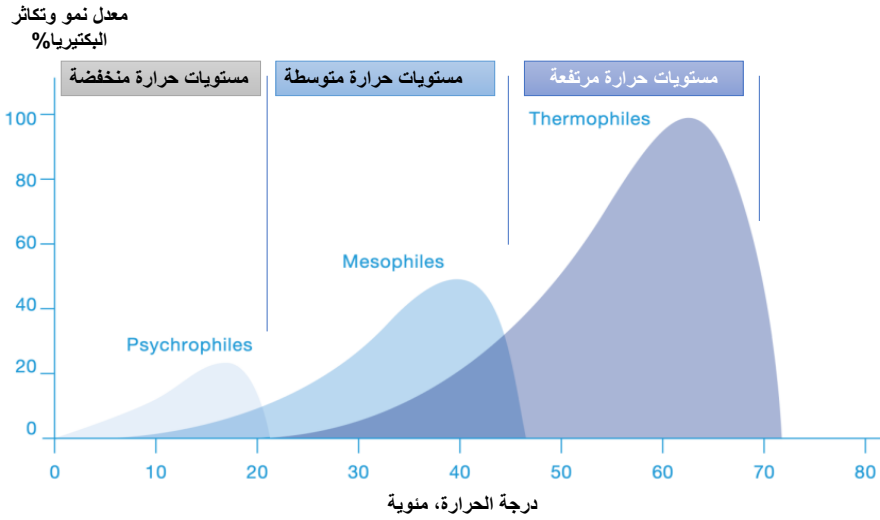 معدل نمو وتكاثر
البكتيريا%
مستويات حرارة منخفضة
مستويات حرارة متوسطة
مستويات حرارة مرتفعة
Thermophiles
Mesophiles
Psychrophiles
100
80
60
40
20
0
0 10 20 30 40 50 60 70 80
درجة الحرارة، مئوية